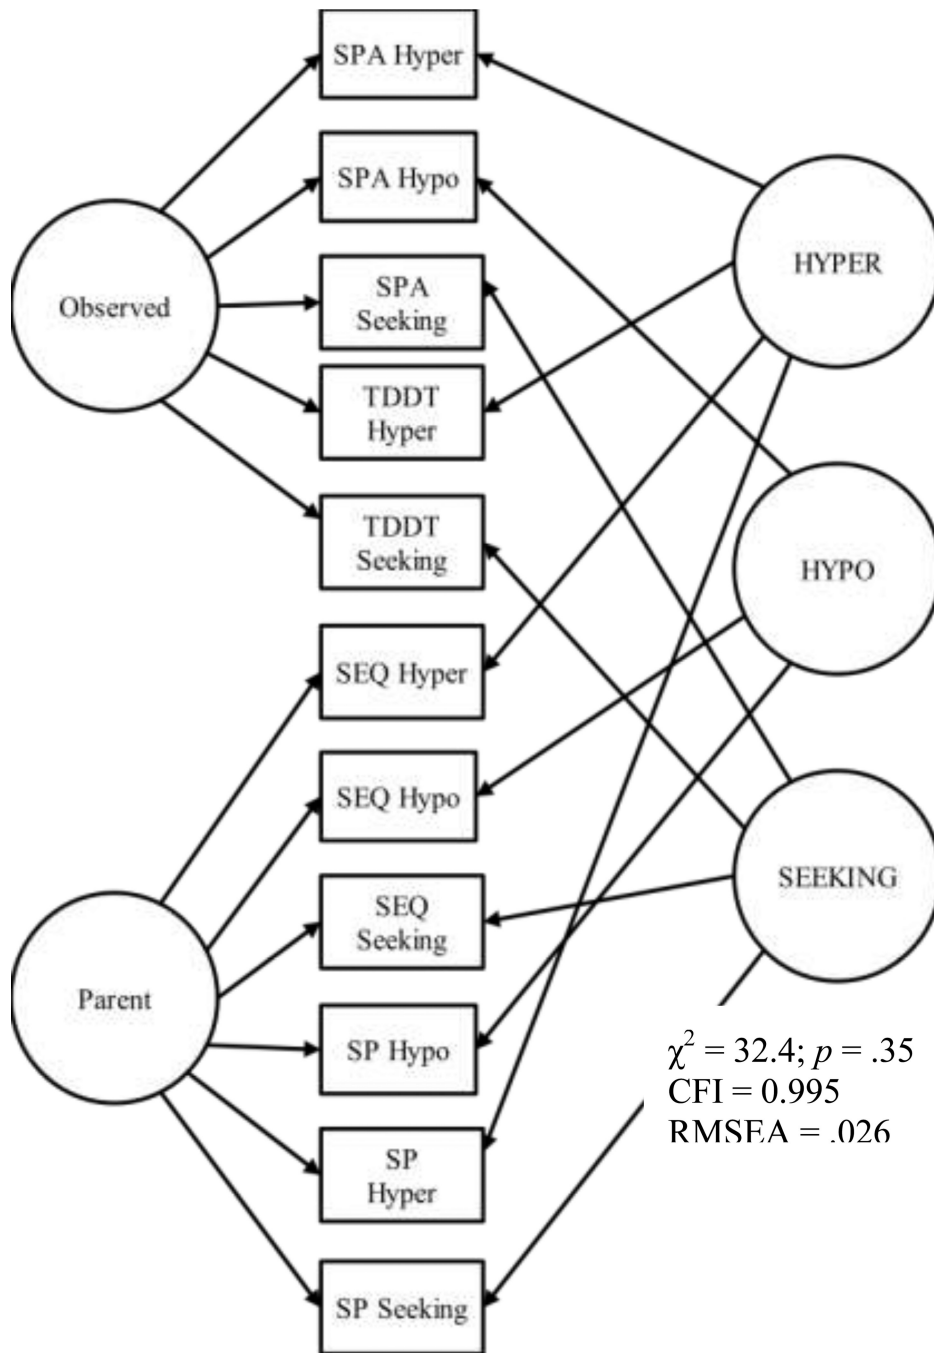 SPA Hyper
SPA Hypo
SPA
Seeking
TDDT
Hyper
TDDT
Seeking
SEQ Hyper
SEQ Hypo
SEQ
Seeking
SP Hypo
SP
Hyper
SP Seeking
Observed
Parent
HYPER
HYPO
SEEKING
χ² = 32.4; p = .35
CFI = 0.995
RMSEA = .026